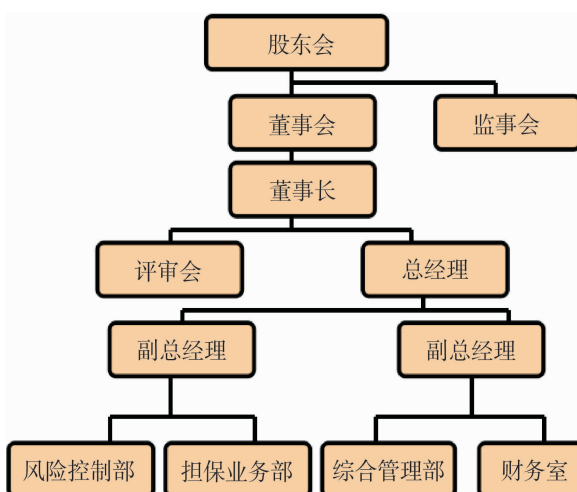 股东会
董事会
监事会
董事长
评审会
总经理
副总经理
副总经理
风险控制部
担保业务部
综合管理部
财务室